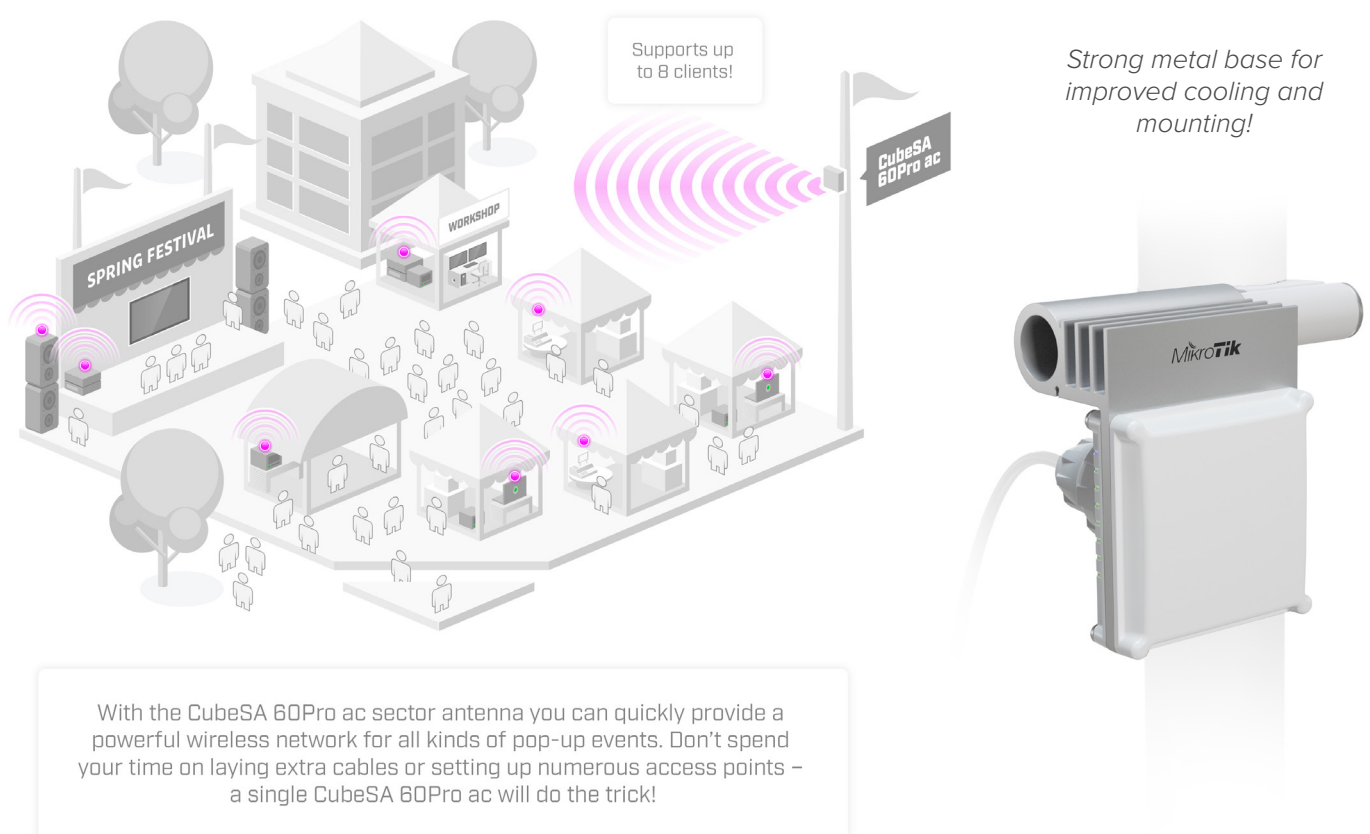 Supports up
to 8 clients!
Strong metal base for
improved cooling and
mounting!
CubeSA
60Pro ac
WORKSHOP
SPRING FESTIVAL
MikroTik
With the CubeSA 60Pro ac sector antenna you can quickly provide a
powerful wireless network for all kinds of pop-up events. Don’t spend
your time on laying extra cables or setting up numerous access points –
a single CubeSA 60Pro ac will do the trick!